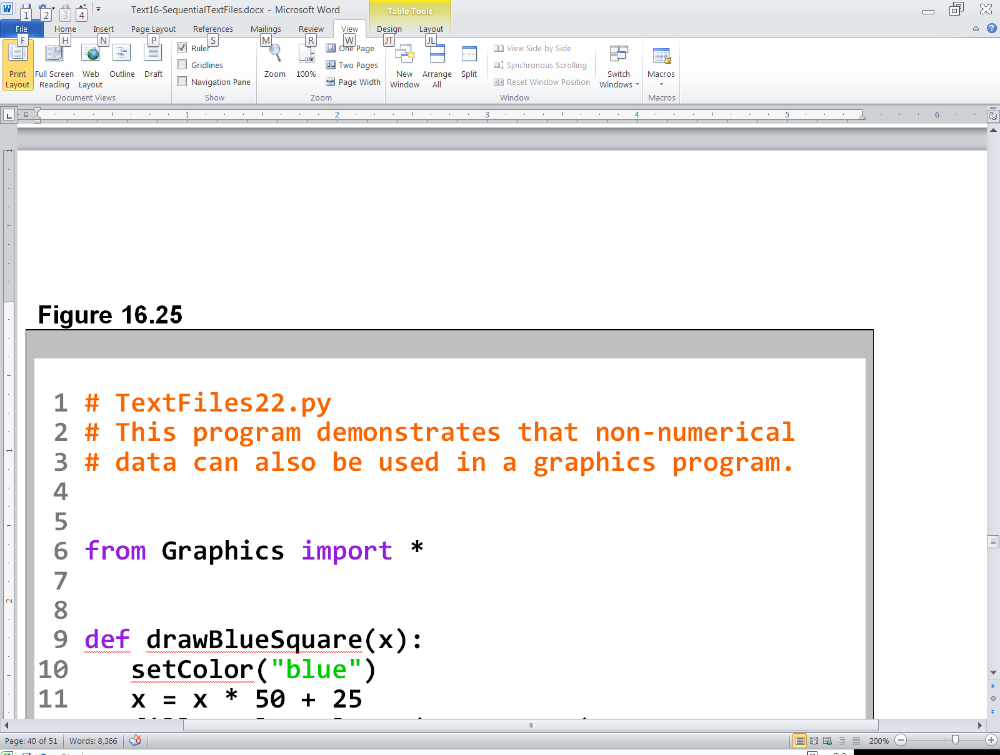 Text16-SequentialTextFiles.docx - Microsoft Word
Table Tools
1 2 3 4
File Home Insert Page Layout References Mailings Review View Design Layout
F H N P S M R W JT JL
Print Layout
Full Screen Reading
Web Layout
Outline
Draft
Document Views
Ruler
Gridlines
Navigation Pane
Show
Zoom
100%
One Page
Two Pages
Page Width
Zoom
New Window
Arrange All
Split
View Side by Side
Synchronous Scrolling
Reset Window Position
Switch Windows
Window
Macros
Macros
1 2 3 4 5 6
Figure 16.25
1 # TextFiles22.py
2 # This program demonstrates that non-numerical
3 # data can also be used in a graphics program.
4
5
6 from Graphics import *
7
8
9 def drawBlueSquare(x):
10 setColor("blue")
11 x = x * 50 + 25
Page: 40 of 51 Words: 8,366 200%